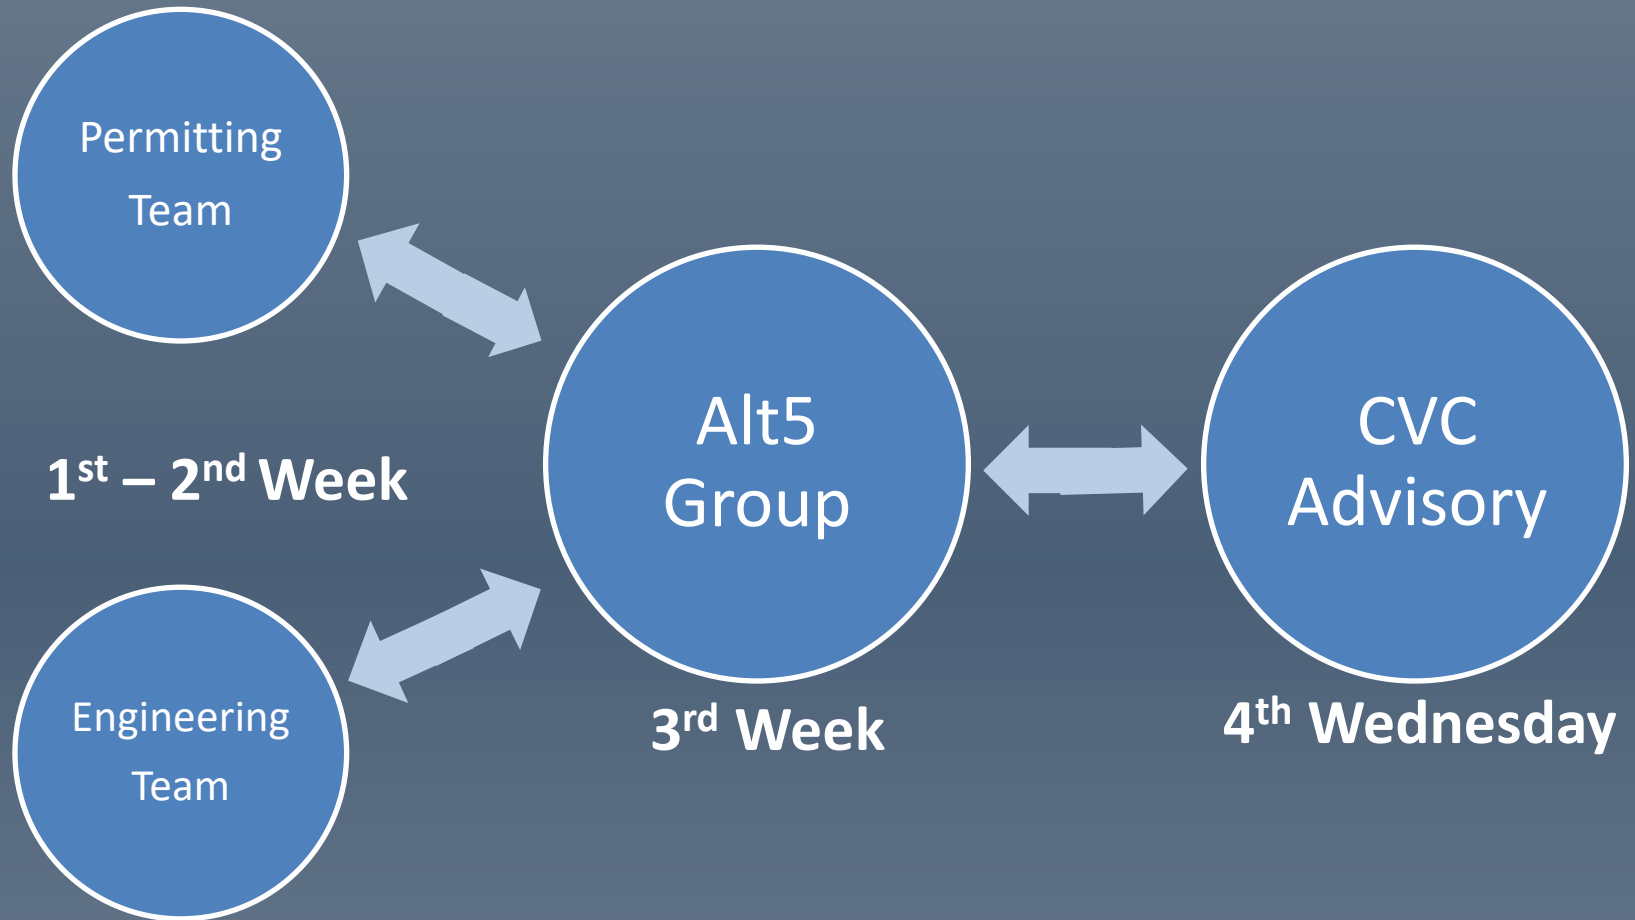 Permitting
Team
1st – 2nd Week
Engineering
Team
Alt5
Group
3rd Week
CVC
Advisory
4th Wednesday